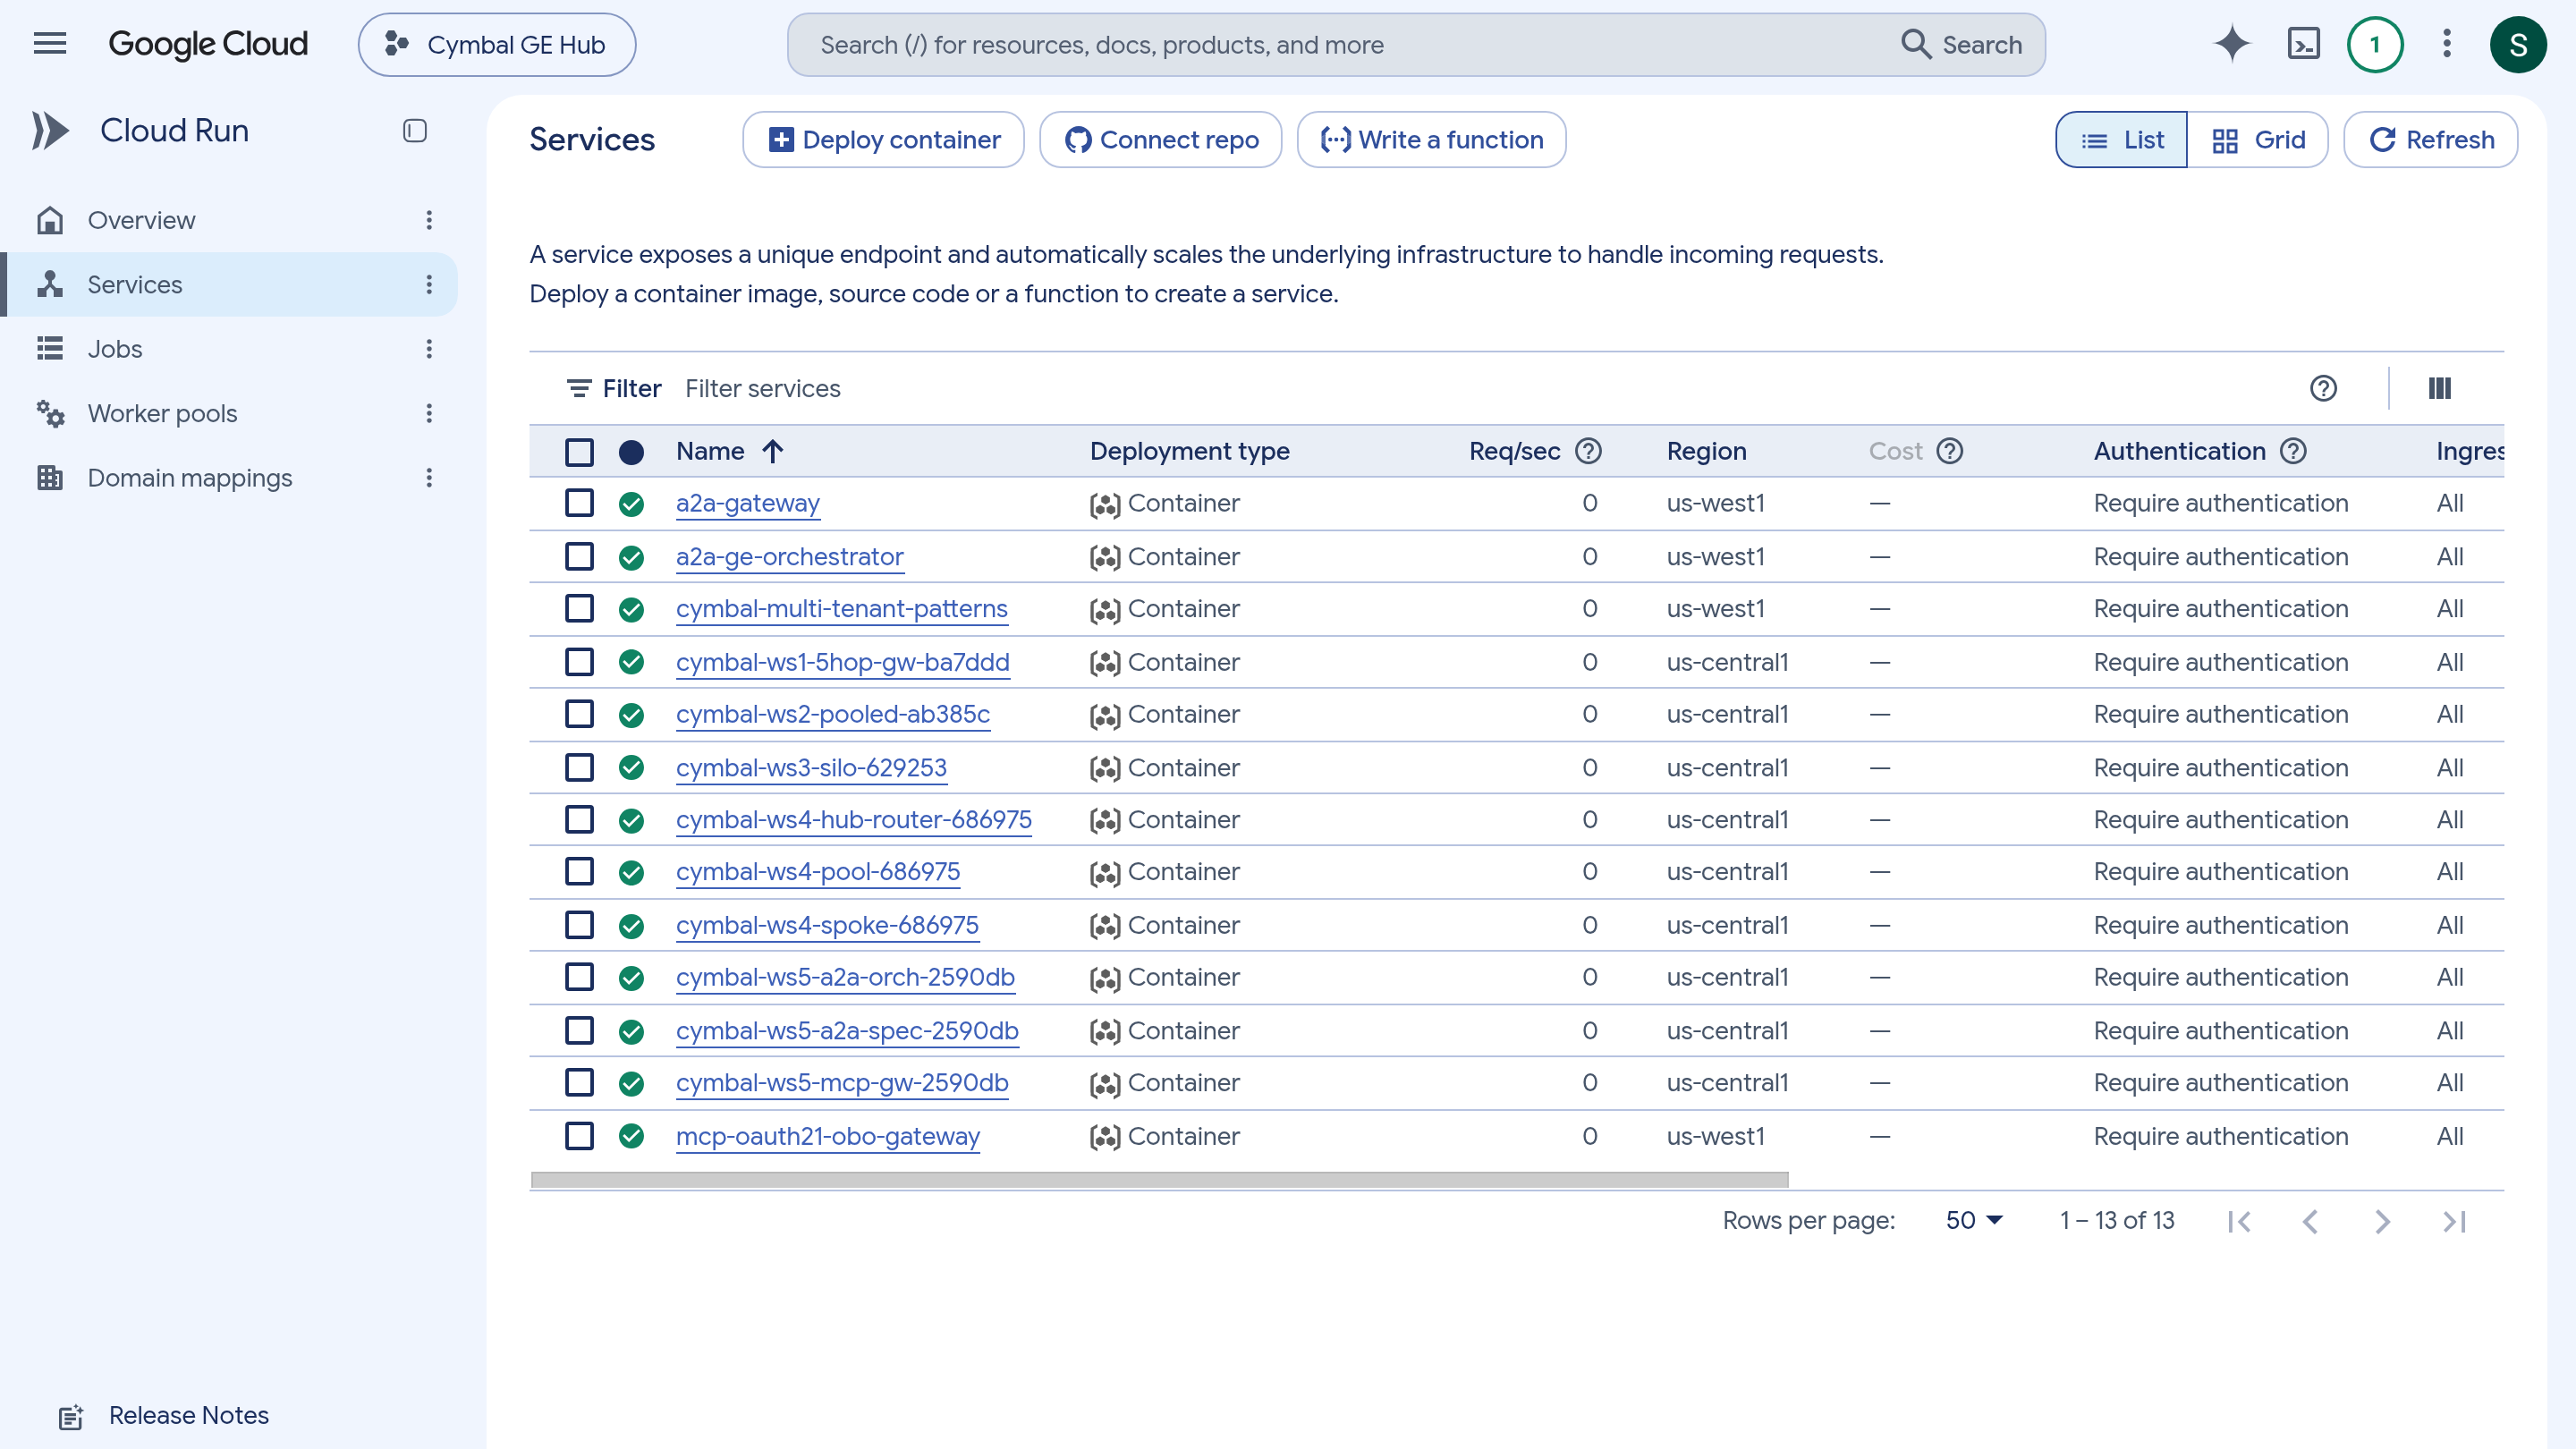 Google Cloud
Cymbal GE Hub
Search (/) for resources, docs, products, and more
Search
1
S
Cloud Run
Overview
Services
Jobs
Worker pools
Domain mappings
Release Notes
Services
Deploy container
Connect repo
Write a function
List
Grid
Refresh
A service exposes a unique endpoint and automatically scales the underlying infrastructure to handle incoming requests.
Deploy a container image, source code or a function to create a service.
Filter Filter services
Name Deployment type Req/sec Region Cost Authentication Ingres
a2a-gateway Container 0 us-west1 — Require authentication All
a2a-ge-orchestrator Container 0 us-west1 — Require authentication All
cymbal-multi-tenant-patterns Container 0 us-west1 — Require authentication All
cymbal-ws1-5hop-gw-ba7ddd Container 0 us-central1 — Require authentication All
cymbal-ws2-pooled-ab385c Container 0 us-central1 — Require authentication All
cymbal-ws3-silo-629253 Container 0 us-central1 — Require authentication All
cymbal-ws4-hub-router-686975 Container 0 us-central1 — Require authentication All
cymbal-ws4-pool-686975 Container 0 us-central1 — Require authentication All
cymbal-ws4-spoke-686975 Container 0 us-central1 — Require authentication All
cymbal-ws5-a2a-orch-2590db Container 0 us-central1 — Require authentication All
cymbal-ws5-a2a-spec-2590db Container 0 us-central1 — Require authentication All
cymbal-ws5-mcp-gw-2590db Container 0 us-central1 — Require authentication All
mcp-oauth21-obo-gateway Container 0 us-west1 — Require authentication All
Rows per page: 50 1 – 13 of 13